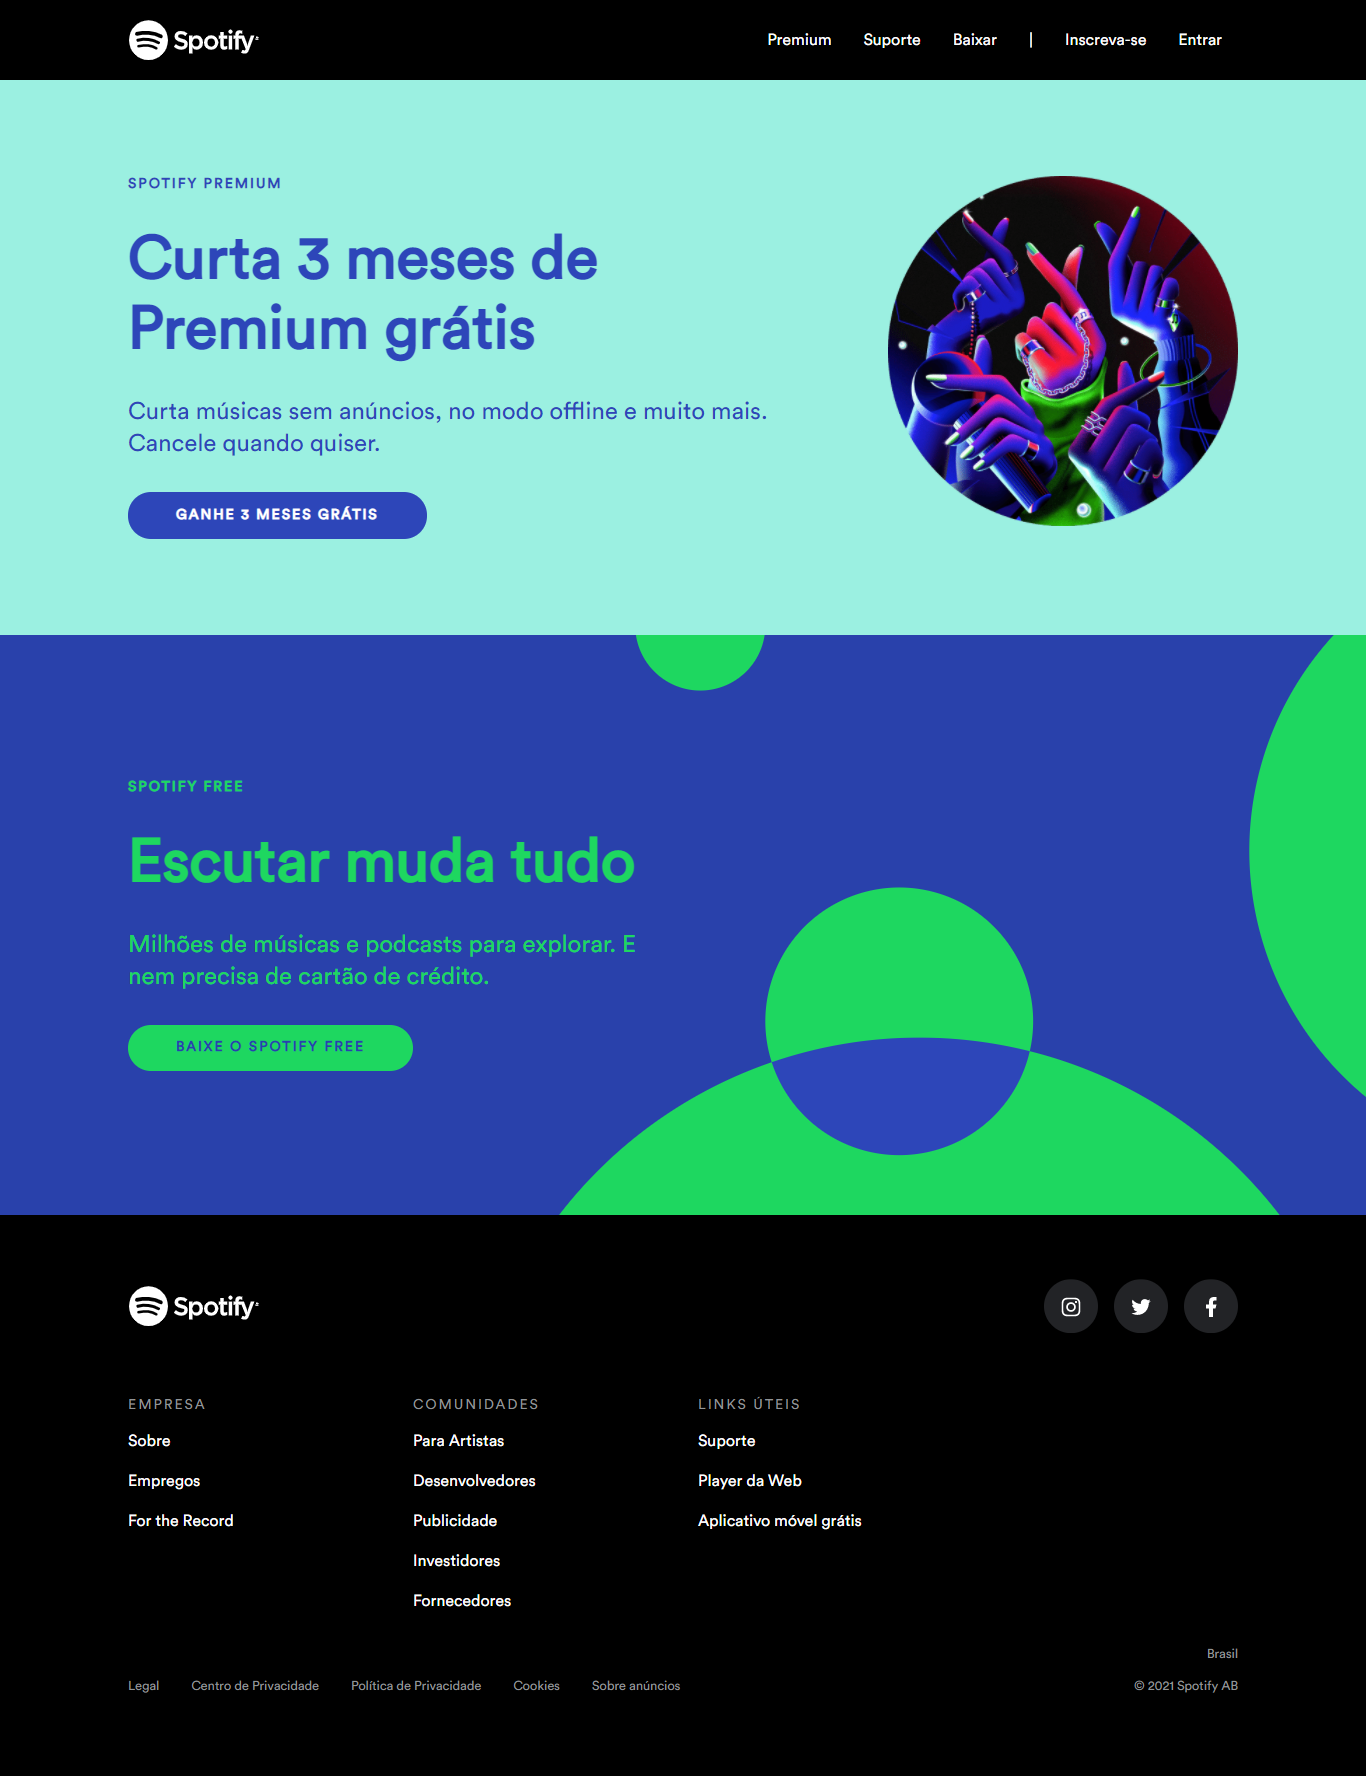 Spotify
Premium Suporte Baixar | Inscreva-se Entrar
SPOTIFY PREMIUM
Curta 3 meses de
Premium grátis
Curta músicas sem anúncios, no modo offline e muito mais.
Cancele quando quiser.
GANHE 3 MESES GRÁTIS
SPOTIFY FREE
Escutar muda tudo
Milhões de músicas e podcasts para explorar. E
nem precisa de cartão de crédito.
BAIXE O SPOTIFY FREE
Spotify
EMPRESA
Sobre
Empregos
For the Record
COMUNIDADES
Para Artistas
Desenvolvedores
Publicidade
Investidores
Fornecedores
LINKS ÚTEIS
Suporte
Player da Web
Aplicativo móvel grátis
Brasil
Legal Centro de Privacidade Política de Privacidade Cookies Sobre anúncios
© 2021 Spotify AB